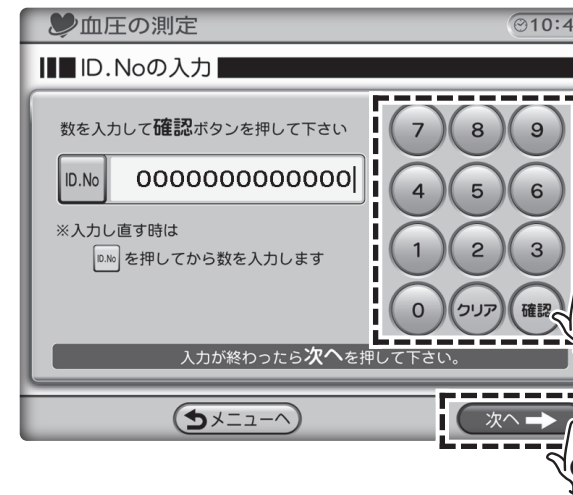 血圧の測定
10:4
ID.Noの入力
数を入力して確認ボタンを押して下さい
ID.No 0000000000000
※入力し直す時は
ID.No を押してから数を入力します
7 8 9
4 5 6
1 2 3
0 クリア 確認
入力が終わったら次へを押して下さい。
メニューへ
次へ